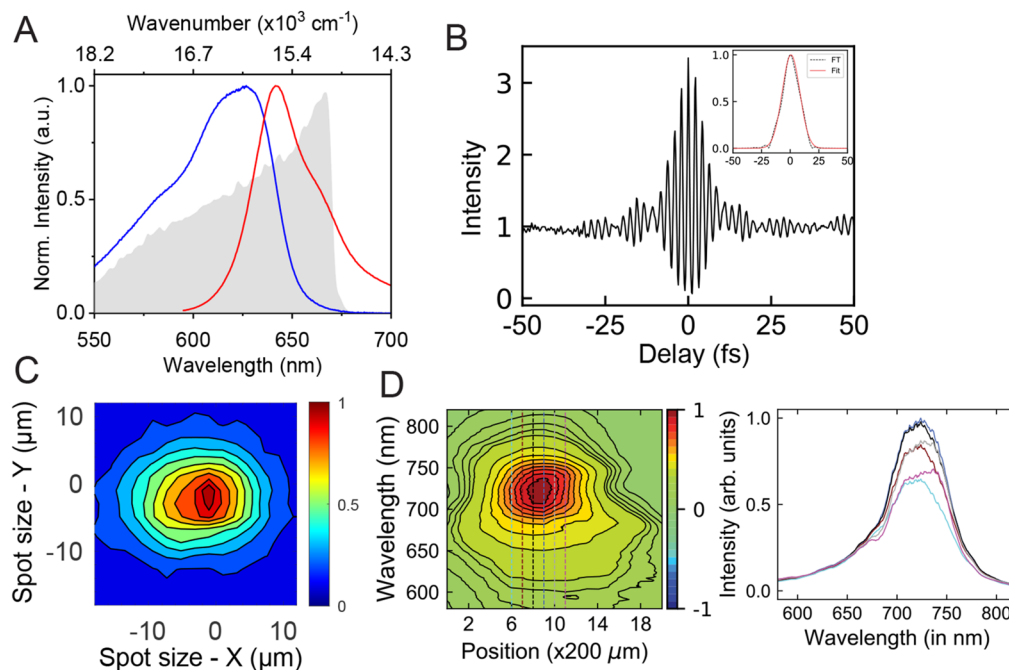 A
Wavenumber (x10³ cm⁻¹)
18.2 16.7 15.4 14.3
Norm. Intensity (a.u.)
1.0
0.5
0.0
550 600 650 700
Wavelength (nm)
B
Intensity
3
2
1
0
-50 -25 0 25 50
Delay (fs)
1.0
0.5
0.0
-50 -25 0 25 50
FT
Fit
C
Spot size - Y (μm)
10
0
-10
-10 0 10
Spot size - X (μm)
1
0.5
0
D
Wavelength (nm)
800
750
700
650
600
2 6 10 14 18
Position (x200 μm)
1
0
-1
Intensity (arb. units)
1.0
0.5
0.0
600 650 700 750 800
Wavelength (in nm)